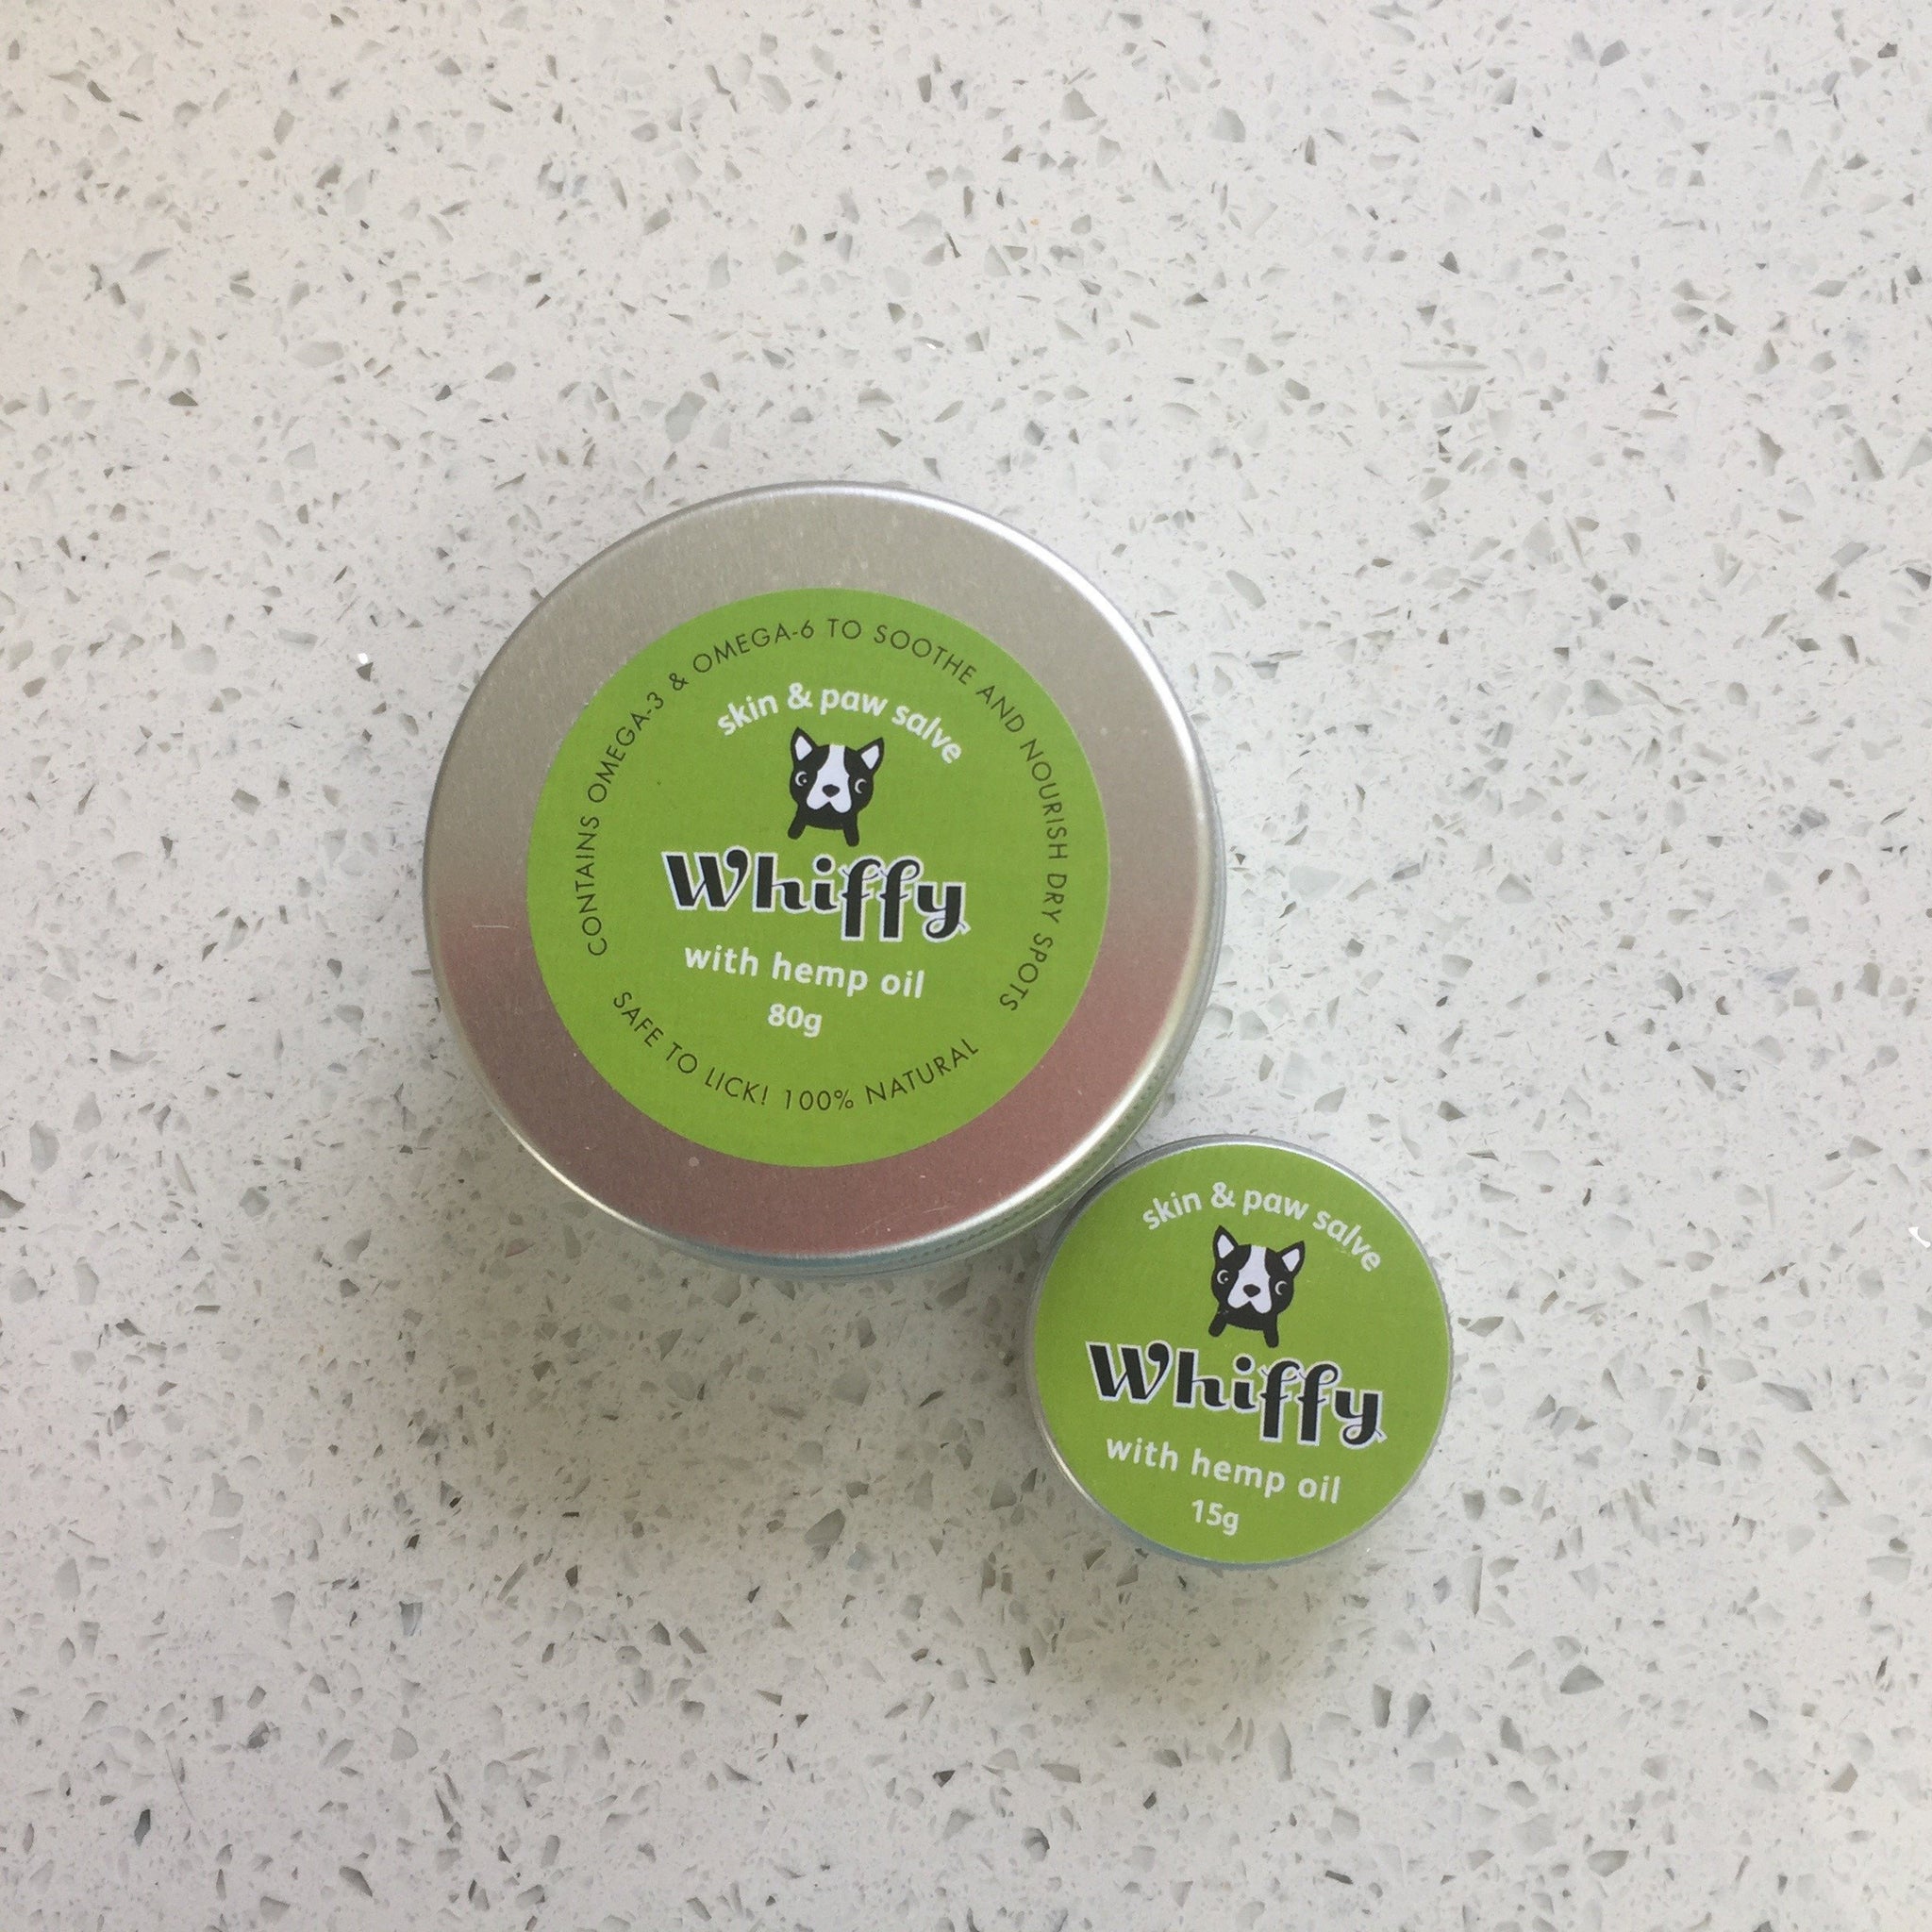 CONTAINS OMEGA-3 & OMEGA-6 TO SOOTHE AND NOURISH DRY SPOTS
skin & paw salve
Whiffy
with hemp oil
80g
SAFE TO LICK! 100% NATURAL
skin & paw salve
Whiffy
with hemp oil
15g